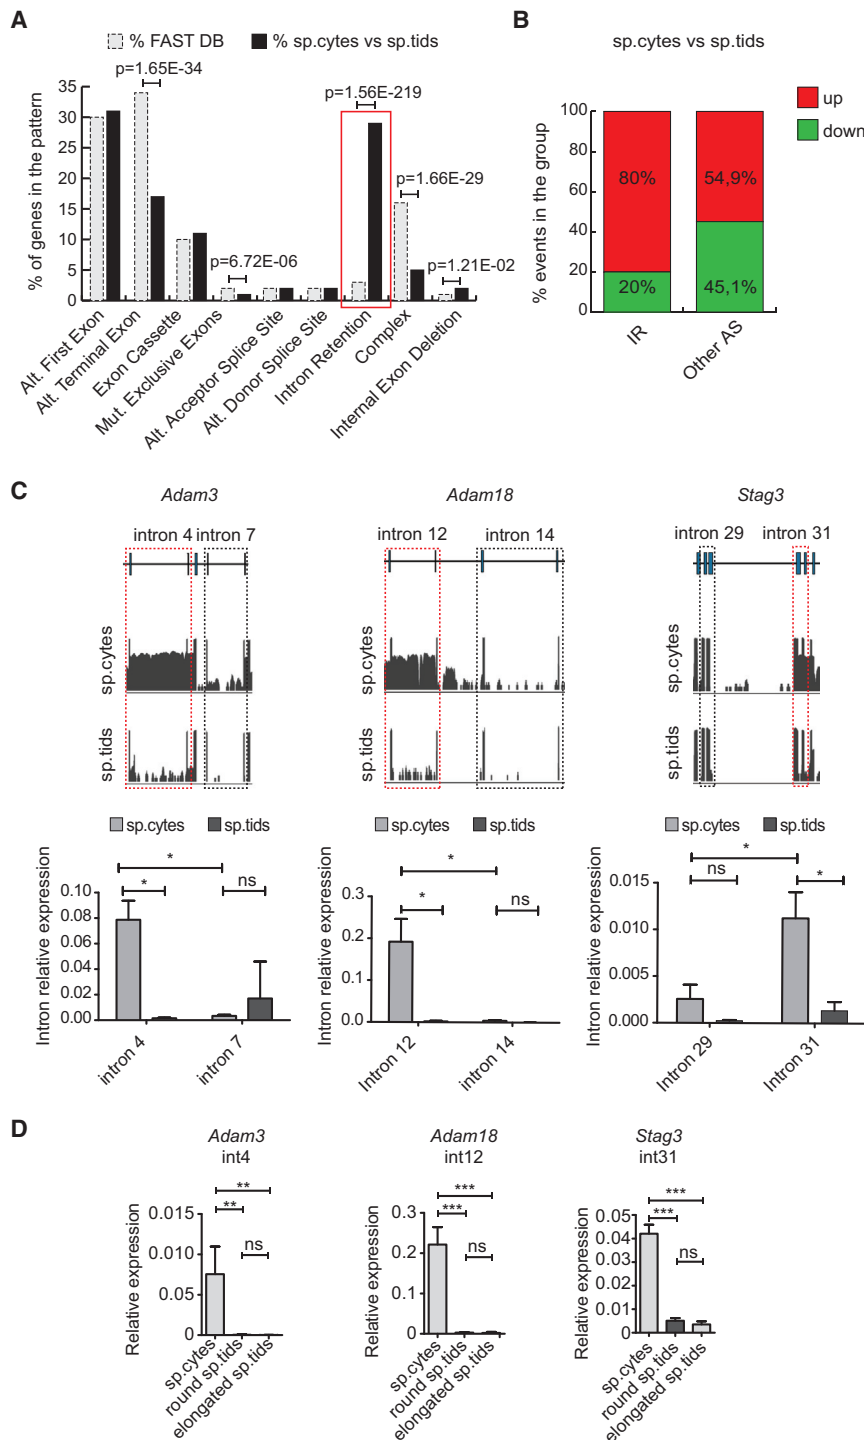 A
% FAST DB
% sp.cytes vs sp.tids
p=1.65E-34
p=1.56E-219
p=1.66E-29
p=6.72E-06
p=1.21E-02
% of genes in the pattern
35
30
25
20
15
10
5
0
Alt. First Exon
Alt. Terminal Exon
Exon Cassette
Mut. Exclusive Exons
Alt. Acceptor Splice Site
Alt. Donor Splice Site
Intron Retention
Complex
Internal Exon Deletion
B
sp.cytes vs sp.tids
up
down
% events in the group
100
80
60
40
20
0
80%
20%
54,9%
45,1%
IR
Other AS
C
Adam3
intron 4
intron 7
sp.cytes
sp.tids
sp.cytes
sp.tids
Intron relative expression
0.10
0.08
0.06
0.04
0.02
0.00
*
*
ns
intron 4
intron 7
Adam18
intron 12
intron 14
sp.cytes
sp.tids
sp.cytes
sp.tids
Intron relative expression
0.3
0.2
0.1
0.0
*
*
ns
Intron 12
intron 14
Stag3
intron 29
intron 31
sp.cytes
sp.tids
sp.cytes
sp.tids
Intron relative expression
0.015
0.010
0.005
0.000
*
ns
*
Intron 29
Intron 31
D
Adam3
int4
Relative expression
0.015
0.010
0.005
0
**
**
ns
sp.cytes
round sp.tids
elongated sp.tids
Adam18
int12
Relative expression
0.3
0.2
0.1
0
***
***
ns
sp.cytes
round sp.tids
elongated sp.tids
Stag3
int31
Relative expression
0.05
0.04
0.03
0.02
0.01
0
***
***
ns
sp.cytes
round sp.tids
elongated sp.tids